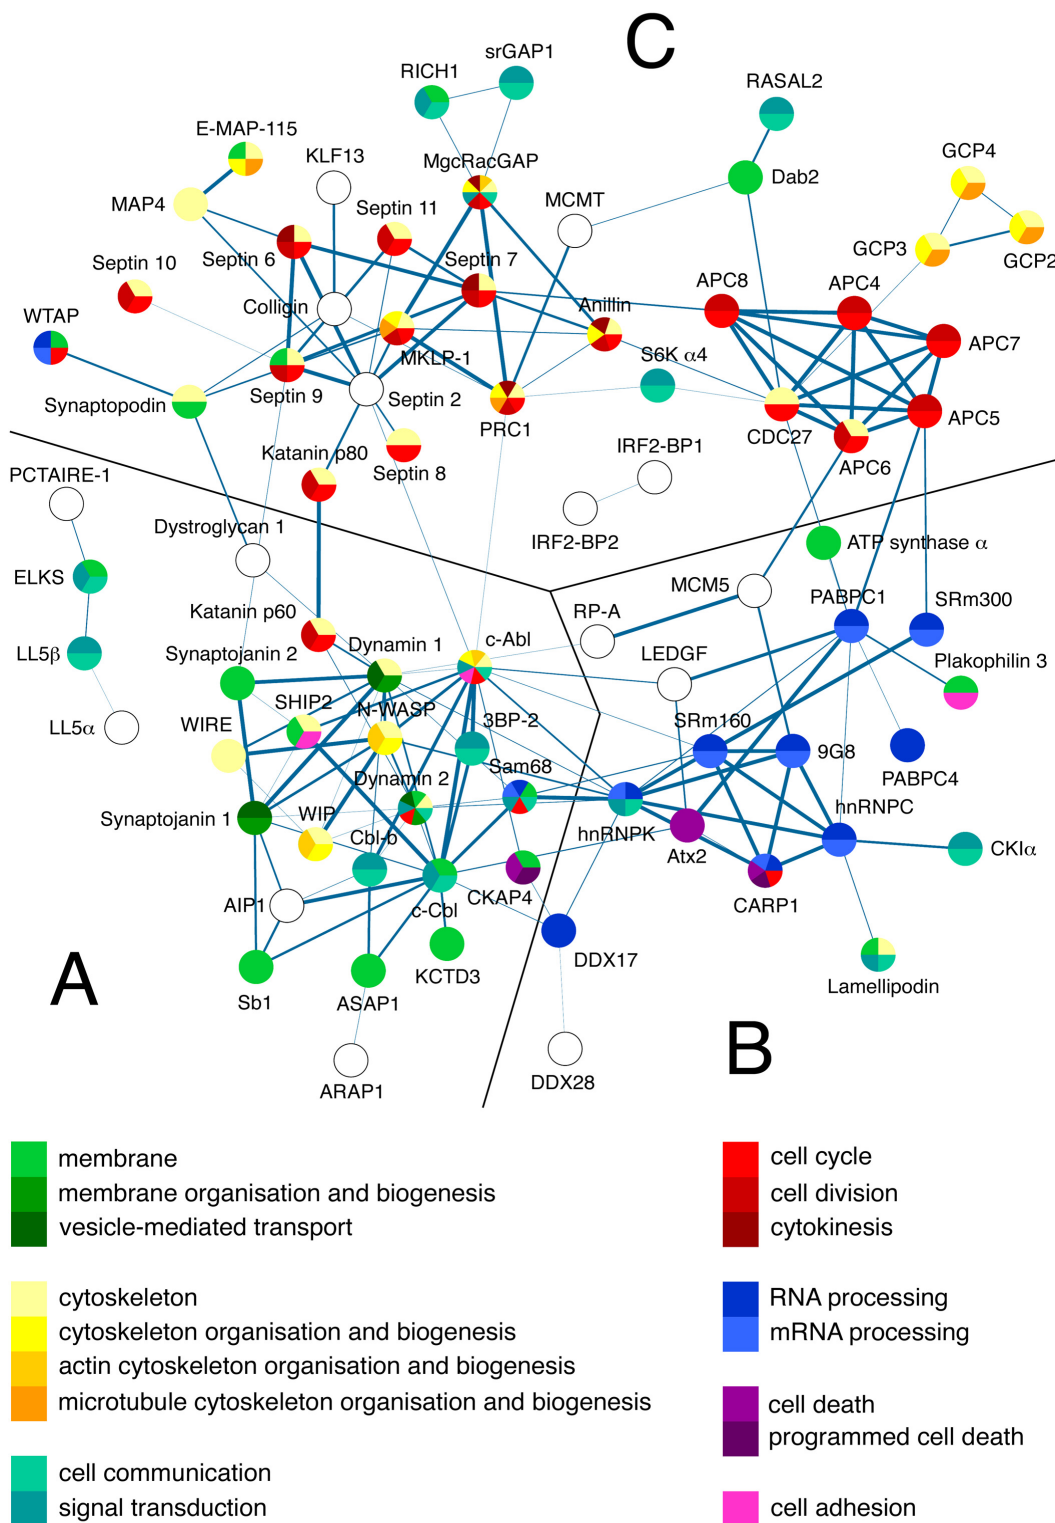 C
srGAP1
RICH1
RASAL2
E-MAP-115
KLF13
MgcRacGAP
GCP4
Dab2
MAP4
Septin 11
MCMT
Septin 6
Septin 7
GCP3
GCP2
Septin 10
APC8
APC4
Colligin
Anillin
WTAP
MKLP-1
S6K α4
APC7
Synaptopodin
Septin 9
Septin 2
PRC1
CDC27
APC5
Katanin p80
Septin 8
IRF2-BP1
APC6
PCTAIRE-1
Dystroglycan 1
IRF2-BP2
ATP synthase α
ELKS
MCM5
PABPC1
SRm300
Katanin p60
RP-A
LL5β
Synaptojanin 2
Dynamin 1
c-Abl
LEDGF
Plakophilin 3
SHIP2
N-WASP
3BP-2
SRm160
LL5α
WIRE
9G8
Sam68
PABPC4
Dynamin 2
Synaptojanin 1
WIP
Cbl-b
hnRNPK
hnRNPC
Atx2
CKIα
AIP1
c-Cbl
CKAP4
CARP1
A
Sb1
ASAP1
KCTD3
DDX17
Lamellipodin
ARAP1
DDX28
B
membrane
membrane organisation and biogenesis
vesicle-mediated transport
cytoskeleton
cytoskeleton organisation and biogenesis
actin cytoskeleton organisation and biogenesis
microtubule cytoskeleton organisation and biogenesis
cell communication
signal transduction
cell cycle
cell division
cytokinesis
RNA processing
mRNA processing
cell death
programmed cell death
cell adhesion